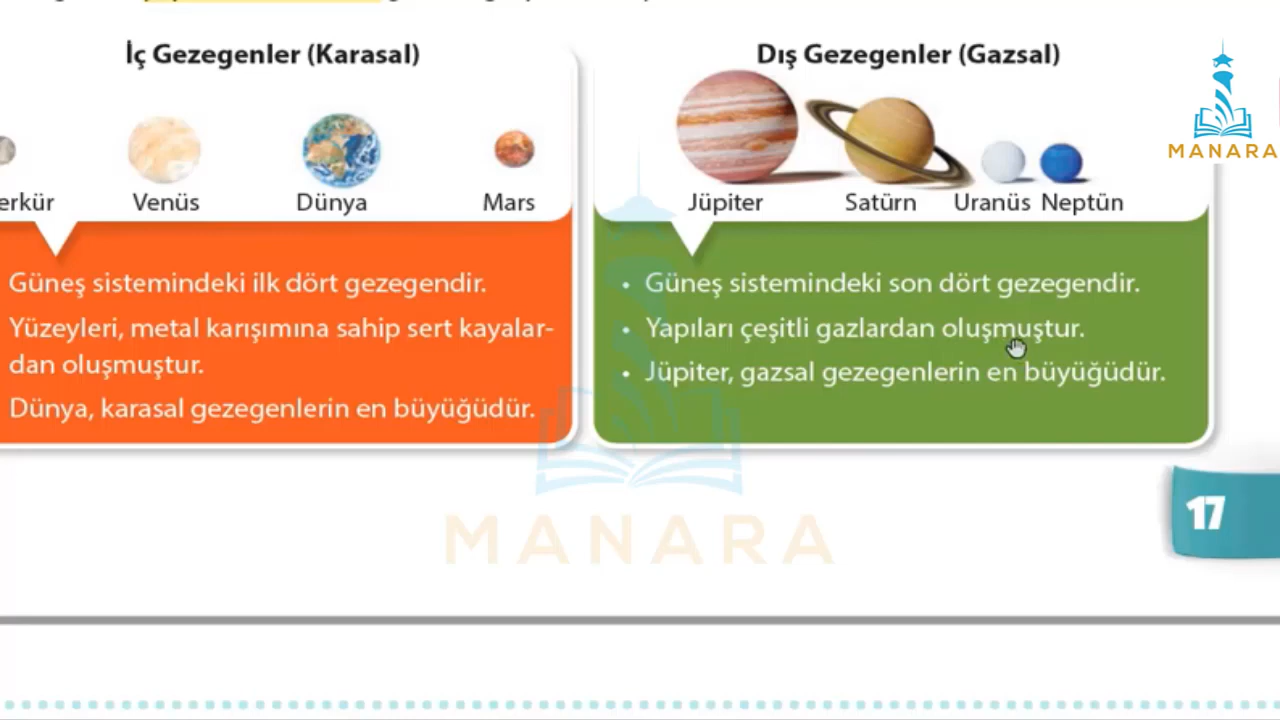 İç Gezegenler (Karasal)
erkür Venüs Dünya Mars
Güneş sistemindeki ilk dört gezegendir.
Yüzeyleri, metal karışımına sahip sert kayalar-
dan oluşmuştur.
Dünya, karasal gezegenlerin en büyüğüdür.
Dış Gezegenler (Gazsal)
Jüpiter Satürn Uranüs Neptün
• Güneş sistemindeki son dört gezegendir.
• Yapıları çeşitli gazlardan oluşmuştur.
• Jüpiter, gazsal gezegenlerin en büyüğüdür.
MANARA
MANARA
17